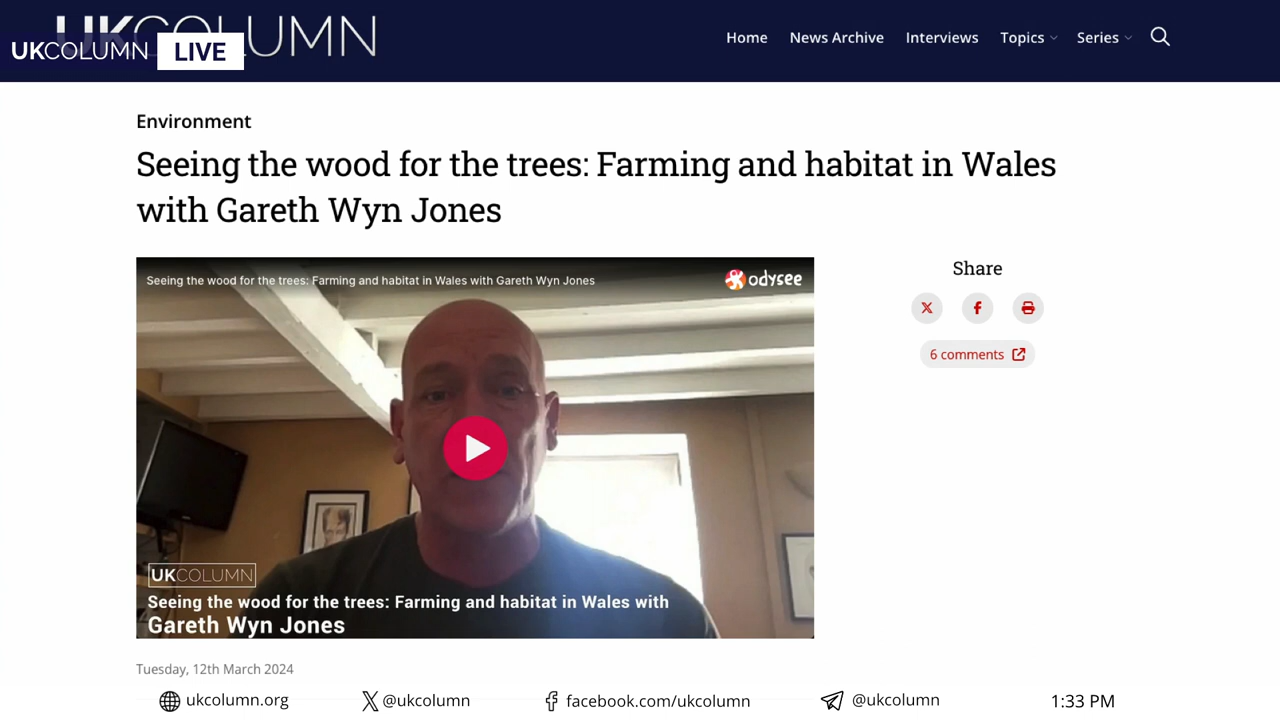 UKCOLUMN
UKCOLUMN LIVE
Home News Archive Interviews Topics Series
Environment
Seeing the wood for the trees: Farming and habitat in Wales
with Gareth Wyn Jones
Seeing the wood for the trees: Farming and habitat in Wales with Gareth Wyn Jones
odysee
Share
6 comments
UKCOLUMN
Seeing the wood for the trees: Farming and habitat in Wales with
Gareth Wyn Jones
Tuesday, 12th March 2024
ukcolumn.org @ukcolumn facebook.com/ukcolumn @ukcolumn 1:33 PM